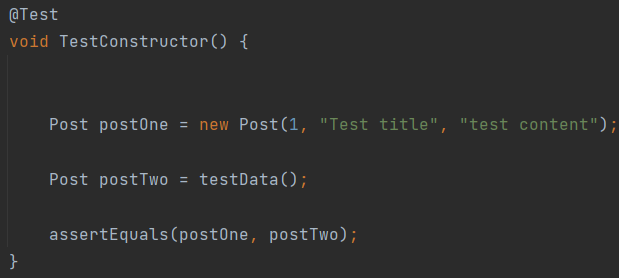 @Test
void TestConstructor() {
Post postOne = new Post(1, "Test title", "test content");
Post postTwo = testData();
assertEquals(postOne, postTwo);
}